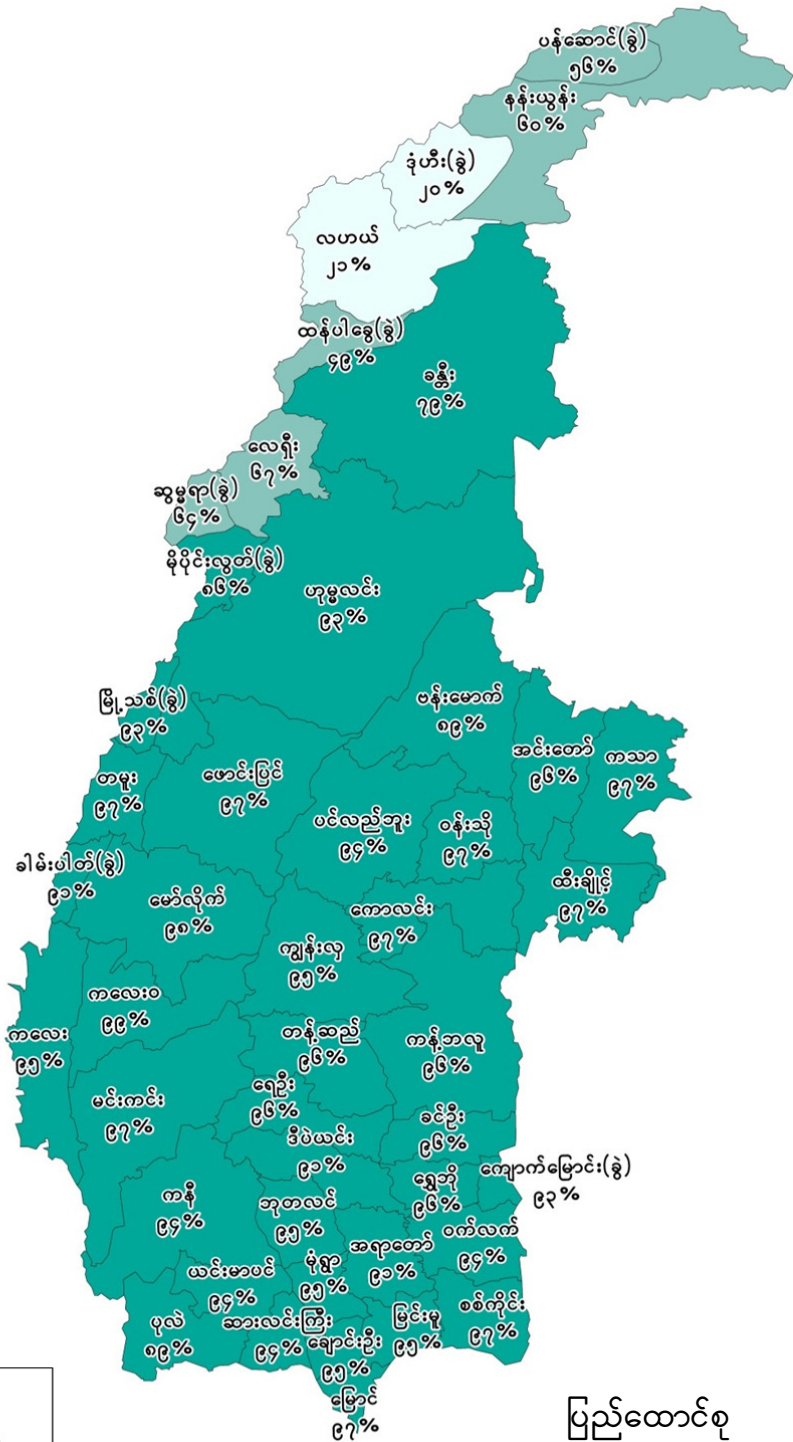 ပန်ဆောင်(ခွဲ)
၅၆%
နန်းယွန်း
၆၀%
ဒုံဟီး(ခွဲ)
၂၀%
လဟယ်
၂၁%
ထန်ပါခွေ(ခွဲ)
၄၉%
ခန္တီး
၇၉%
လေရှီး
၆၇%
ဆွမ္မရာ(ခွဲ)
၆၄%
မိုပိုင်းလွတ်(ခွဲ)
၈၆%
ဟုမ္မလင်း
၉၃%
မြို့သစ်(ခွဲ)
၉၃%
ဗန်းမောက်
၈၉%
အင်းတော်
၉၆%
ကသာ
၉၇%
တမူး
၉၇%
ဖောင်းပြင်
၉၇%
ပင်လည်ဘူး
၉၄%
ဝန်းသို
၉၇%
ခါမ်းပါတ်(ခွဲ)
၉၁%
မော်လိုက်
၉၈%
ထီးချိုင့်
၉၇%
ကောလင်း
၉၇%
ကျွန်းလှ
၉၅%
ကလေးဝ
၉၉%
ကလေး
၉၅%
တန့်ဆည်
၉၆%
ကန့်ဘလူ
၉၆%
ရေဦး
၉၆%
မင်းကင်း
၉၇%
ခင်ဦး
၉၆%
ဒီပဲယင်း
၉၁%
ကျောက်မြောင်း(ခွဲ)
၉၃%
ရွှေဘို
၉၆%
ကနီ
၉၄%
ဘုတလင်
၉၅%
ဝက်လက်
၉၄%
အရာတော်
၉၁%
မုံရွာ
၉၅%
ယင်းမာပင်
၉၄%
စစ်ကိုင်း
၉၇%
မြင်းမူ
၉၅%
ပုလဲ
၈၉%
ဆားလင်းကြီး
၉၄%
ချောင်းဦး
၉၅%
မြောင်
၉၇%
ပြည်ထောင်စု